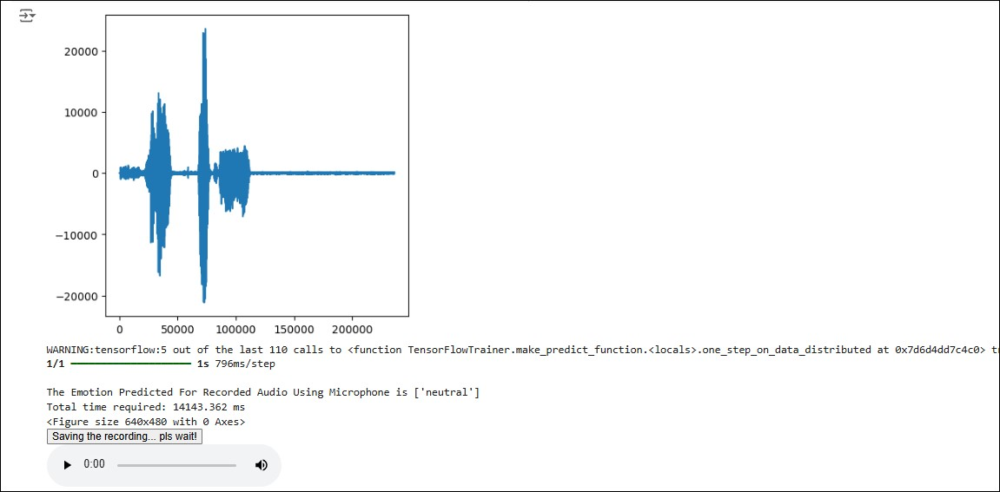 20000
10000
0
−10000
−20000
0 50000 100000 150000 200000
WARNING:tensorflow:5 out of the last 110 calls to <function TensorFlowTrainer.make_predict_function.<locals>.one_step_on_data_distributed at 0x7d6d4dd7c4c0> t
1/1 1s 796ms/step
The Emotion Predicted For Recorded Audio Using Microphone is ['neutral']
Total time required: 14143.362 ms
<Figure size 640x480 with 0 Axes>
Saving the recording... pls wait!
0:00